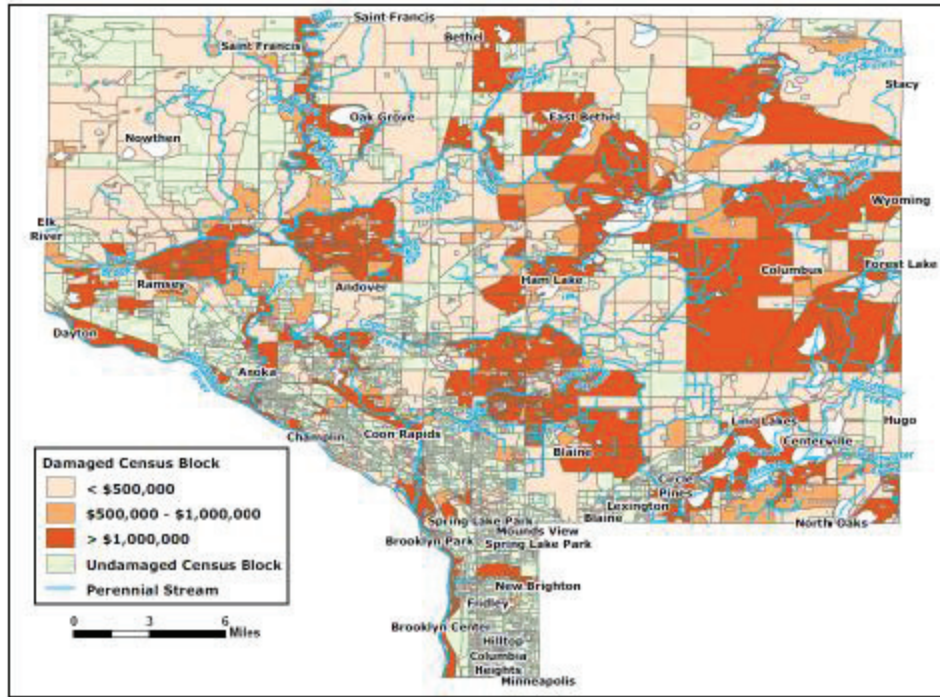 Saint Francis
Saint Francis
Bethel
Stacy
Oak Grove
East Bethel
Nowthen
Wyoming
Elk
River
Columbus
Forest Lake
Ramsey
Ham Lake
Andover
Dayton
Anoka
Lino Lakes
Hugo
Champlin
Coon Rapids
Centerville
Blaine
Circle
Pines
Lexington
Blaine
North Oaks
Spring Lake Park
Mounds View
Brooklyn Park
Spring Lake Park
New Brighton
Fridley
Brooklyn Center
Hilltop
Columbia
Heights
Minneapolis
Damaged Census Block
< $500,000
$500,000 - $1,000,000
> $1,000,000
Undamaged Census Block
Perennial Stream
0 3 6
Miles